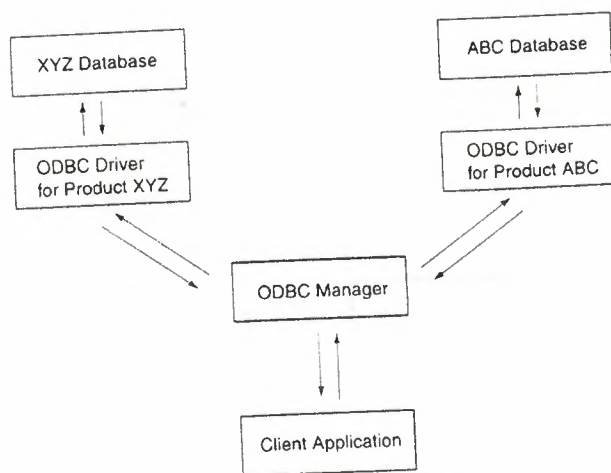 XYZ Database
ABC Database
ODBC Driver
for Product XYZ
ODBC Driver
for Product ABC
ODBC Manager
Client Application